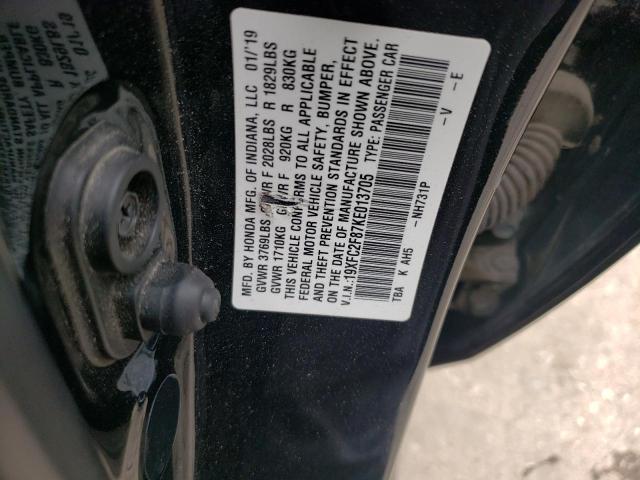 MFD. BY HONDA MFG. OF INDIANA, LLC 01/'19
GVWR 3769LBS F 2028LBS R 1829LBS
GVWR 1710KG F 920KG R 830KG
THIS VEHICLE CONFORMS TO ALL APPLICABLE
FEDERAL MOTOR VEHICLE SAFETY, BUMPER,
AND THEFT PREVENTION STANDARDS IN EFFECT
ON THE DATE OF MANUFACTURE SHOWN ABOVE.
V.I.N.:19XFC2F87KE013705 TYPE: PASSENGER CAR
TBA K AH5 -NH731P -V -E